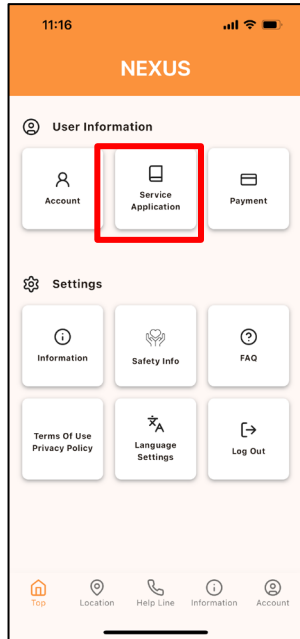 11:16
NEXUS
User Information
Account
Service
Application
Payment
Settings
Information
Safety Info
FAQ
Terms Of Use
Privacy Policy
Language
Settings
Log Out
Top
Location
Help Line
Information
Account